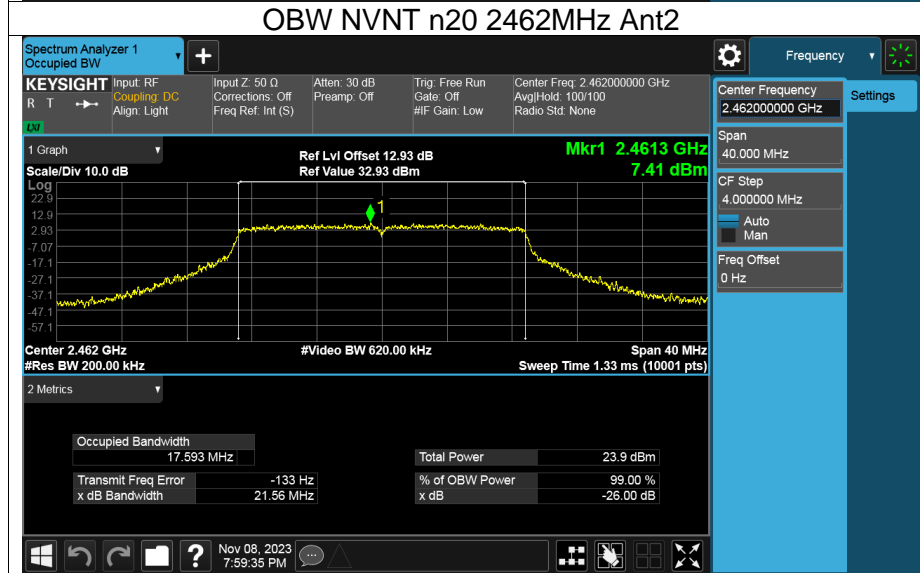 OBW NVNT n20 2462MHz Ant2
Spectrum Analyzer 1
Occupied BW
Frequency
KEYSIGHT
R T
LXI
Input: RF
Coupling: DC
Align: Light
Input Z: 50 Ω
Corrections: Off
Freq Ref: Int (S)
Atten: 30 dB
Preamp: Off
Trig: Free Run
Gate: Off
#IF Gain: Low
Center Freq: 2.462000000 GHz
Avg|Hold: 100/100
Radio Std: None
Center Frequency
2.462000000 GHz
Settings
Span
40.000 MHz
CF Step
4.000000 MHz
Auto
Man
Freq Offset
0 Hz
1 Graph
Scale/Div 10.0 dB
Ref Lvl Offset 12.93 dB
Ref Value 32.93 dBm
Mkr1 2.4613 GHz
7.41 dBm
Log
22.9
12.9
2.93
-7.07
-17.1
-27.1
-37.1
-47.1
-57.1
1
Center 2.462 GHz
#Res BW 200.00 kHz
#Video BW 620.00 kHz
Span 40 MHz
Sweep Time 1.33 ms (10001 pts)
2 Metrics
Occupied Bandwidth
17.593 MHz
Total Power 23.9 dBm
Transmit Freq Error -133 Hz
% of OBW Power 99.00 %
x dB Bandwidth 21.56 MHz
x dB -26.00 dB
?
Nov 08, 2023
7:59:35 PM